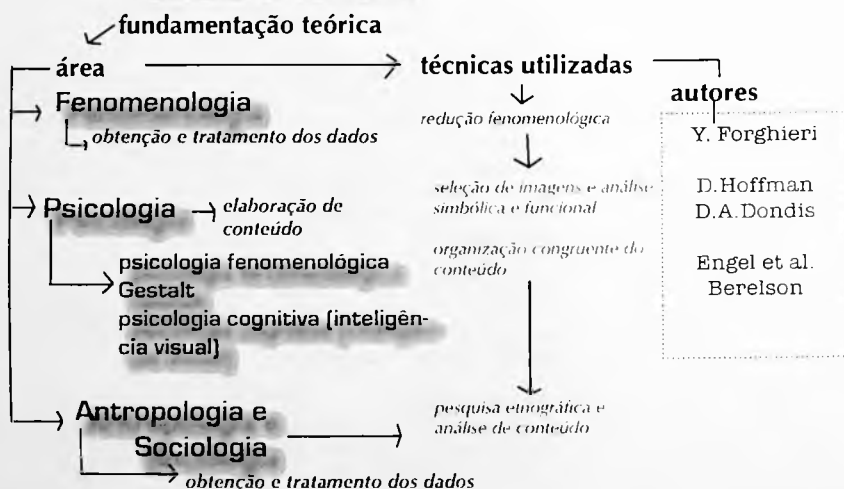 fundamentação teórica
área
Fenomenologia
obtenção e tratamento dos dados
Psicologia
elaboração de
conteúdo
psicologia fenomenológica
Gestalt
psicologia cognitiva (inteligên-
cia visual)
Antropologia e
Sociologia
obtenção e tratamento dos dados
técnicas utilizadas
redução fenomenológica
seleção de imagens e análise
simbólica e funcional
organização congruente do
conteúdo
pesquisa etnográfica e
análise de conteúdo
autores
Y. Forghieri
D.Hoffman
D.A.Dondis
Engel et al.
Berelson